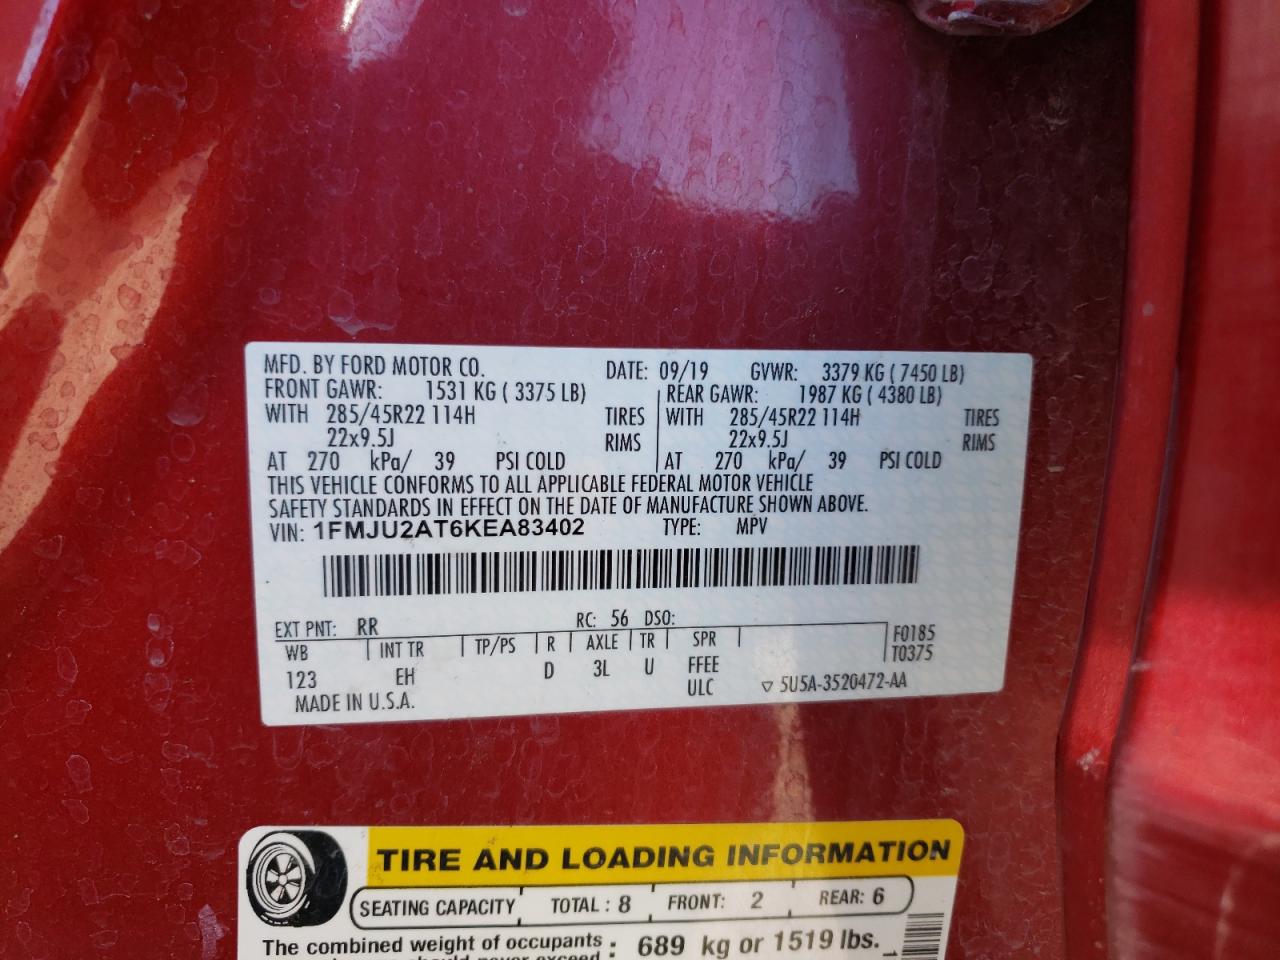 MFD. BY FORD MOTOR CO. DATE: 09/19 GVWR: 3379 KG ( 7450 LB)
FRONT GAWR: 1531 KG ( 3375 LB) REAR GAWR: 1987 KG ( 4380 LB)
WITH 285/45R22 114H TIRES WITH 285/45R22 114H TIRES
22x9.5J RIMS 22x9.5J RIMS
AT 270 kPa/ 39 PSI COLD AT 270 kPa/ 39 PSI COLD
THIS VEHICLE CONFORMS TO ALL APPLICABLE FEDERAL MOTOR VEHICLE
SAFETY STANDARDS IN EFFECT ON THE DATE OF MANUFACTURE SHOWN ABOVE.
VIN: 1FMJU2AT6KEA83402 TYPE: MPV
EXT PNT: RR RC: 56 DSO:
WB INT TR TP/PS R AXLE TR SPR F0185
T0375
123 EH D 3L U FFEE
ULC ▽ 5U5A-3520472-AA
MADE IN U.S.A.
TIRE AND LOADING INFORMATION
SEATING CAPACITY TOTAL : 8 FRONT: 2 REAR: 6
The combined weight of occupants : 689 kg or 1519 lbs.